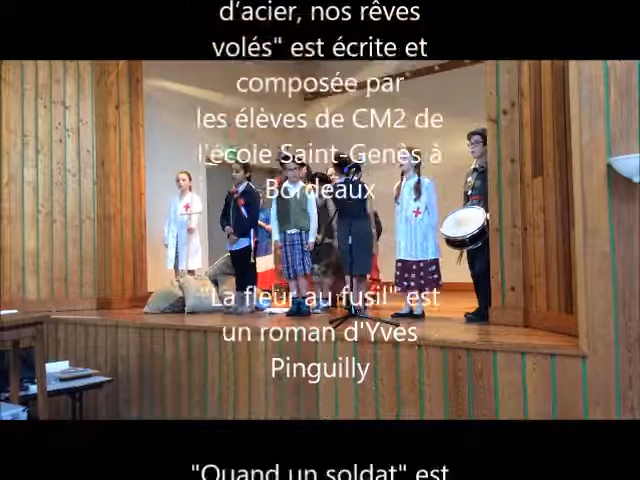 d'acier, nos rêves
volés" est écrite et
composée par
les élèves de CM2 de
l'école Saint-Genès à
Bordeaux
"La fleur au fusil" est
un roman d'Yves
Pinguilly
"Quand un soldat" est